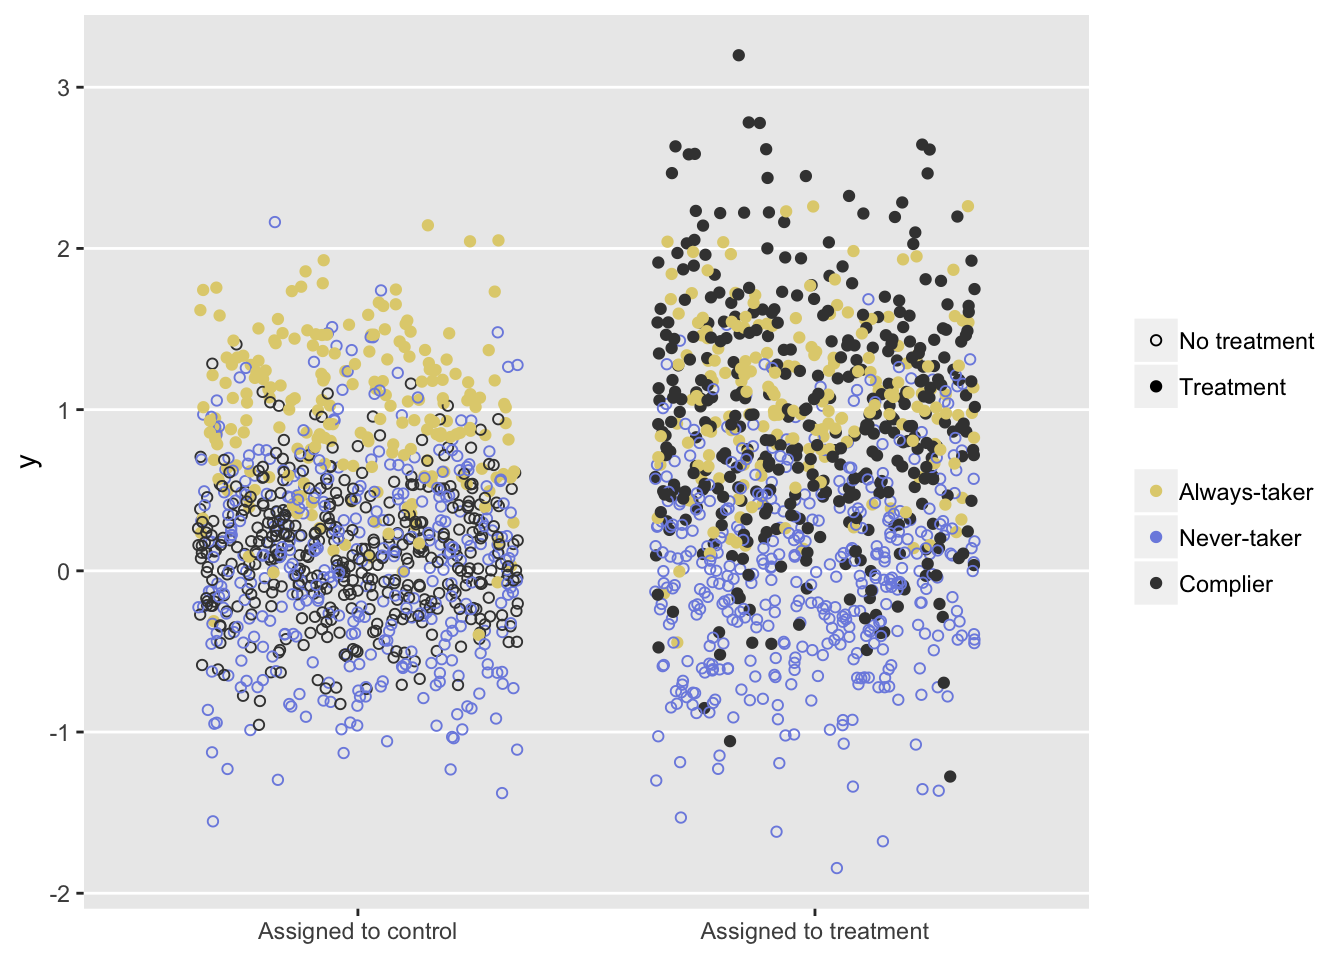 3
2
1
0
-1
-2
y
Assigned to control
Assigned to treatment
No treatment
Treatment
Always-taker
Never-taker
Complier